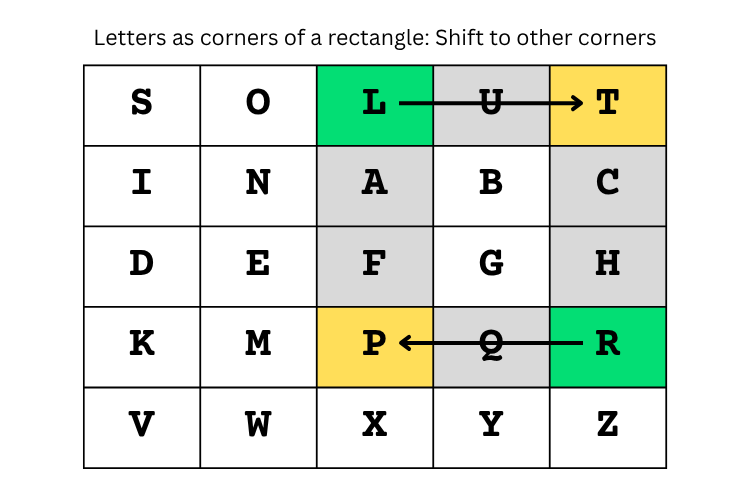 Letters as corners of a rectangle: Shift to other corners
S O L U T
I N A B C
D E F G H
K M P Q R
V W X Y Z